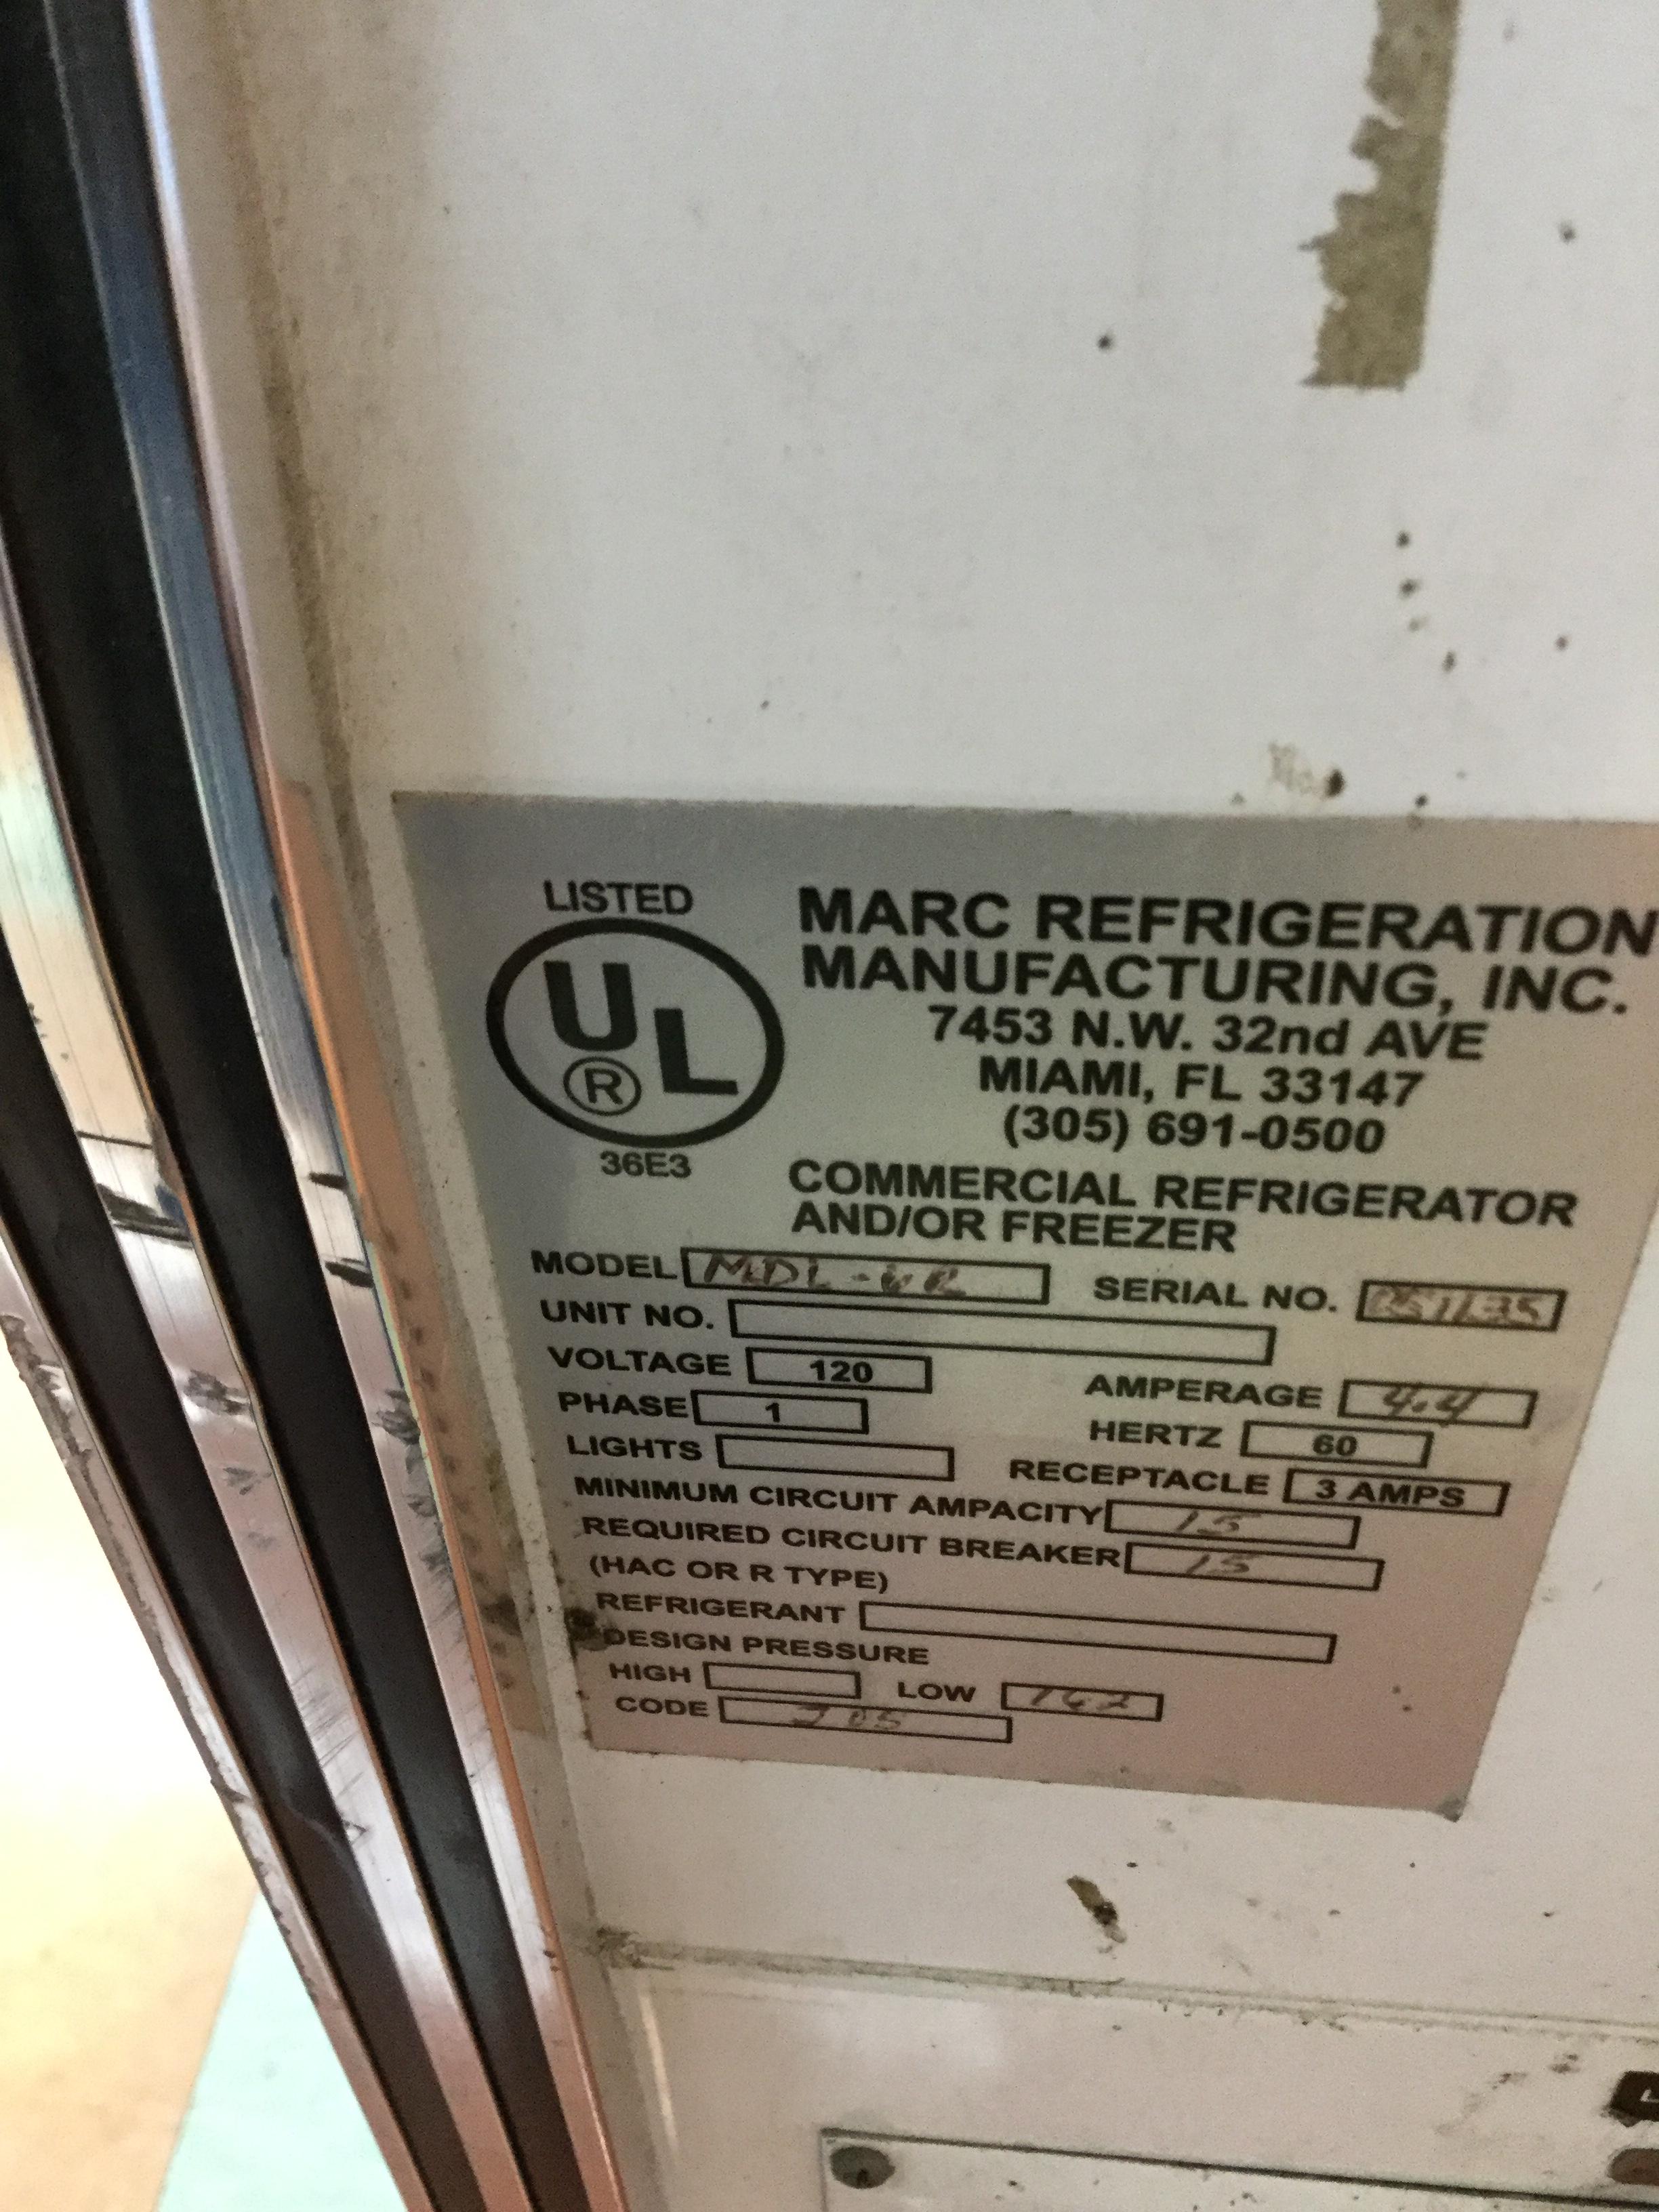 LISTED
UL
®
36E3
MARC REFRIGERATION
MANUFACTURING, INC.
7453 N.W. 32nd AVE
MIAMI, FL 33147
(305) 691-0500
COMMERCIAL REFRIGERATOR
AND/OR FREEZER
MODEL SERIAL NO.
UNIT NO.
VOLTAGE 120 AMPERAGE 4.4
PHASE 1 HERTZ 60
LIGHTS RECEPTACLE 3 AMPS
MINIMUM CIRCUIT AMPACITY 15
REQUIRED CIRCUIT BREAKER 15
(HAC OR R TYPE)
REFRIGERANT
DESIGN PRESSURE
HIGH LOW 162
CODE 205